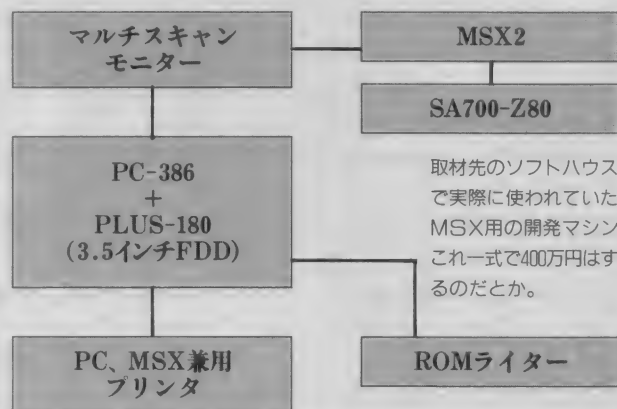 マルチスキャン
モニター
MSX2
SA700-Z80
PC-386
+
PLUS-180
(3.5インチFDD)
取材先のソフトハウス
で実際に使われていた
MSX用の開発マシン
これ一式で400万円はす
るのだとか。
PC、MSX兼用
プリンタ
ROMライター